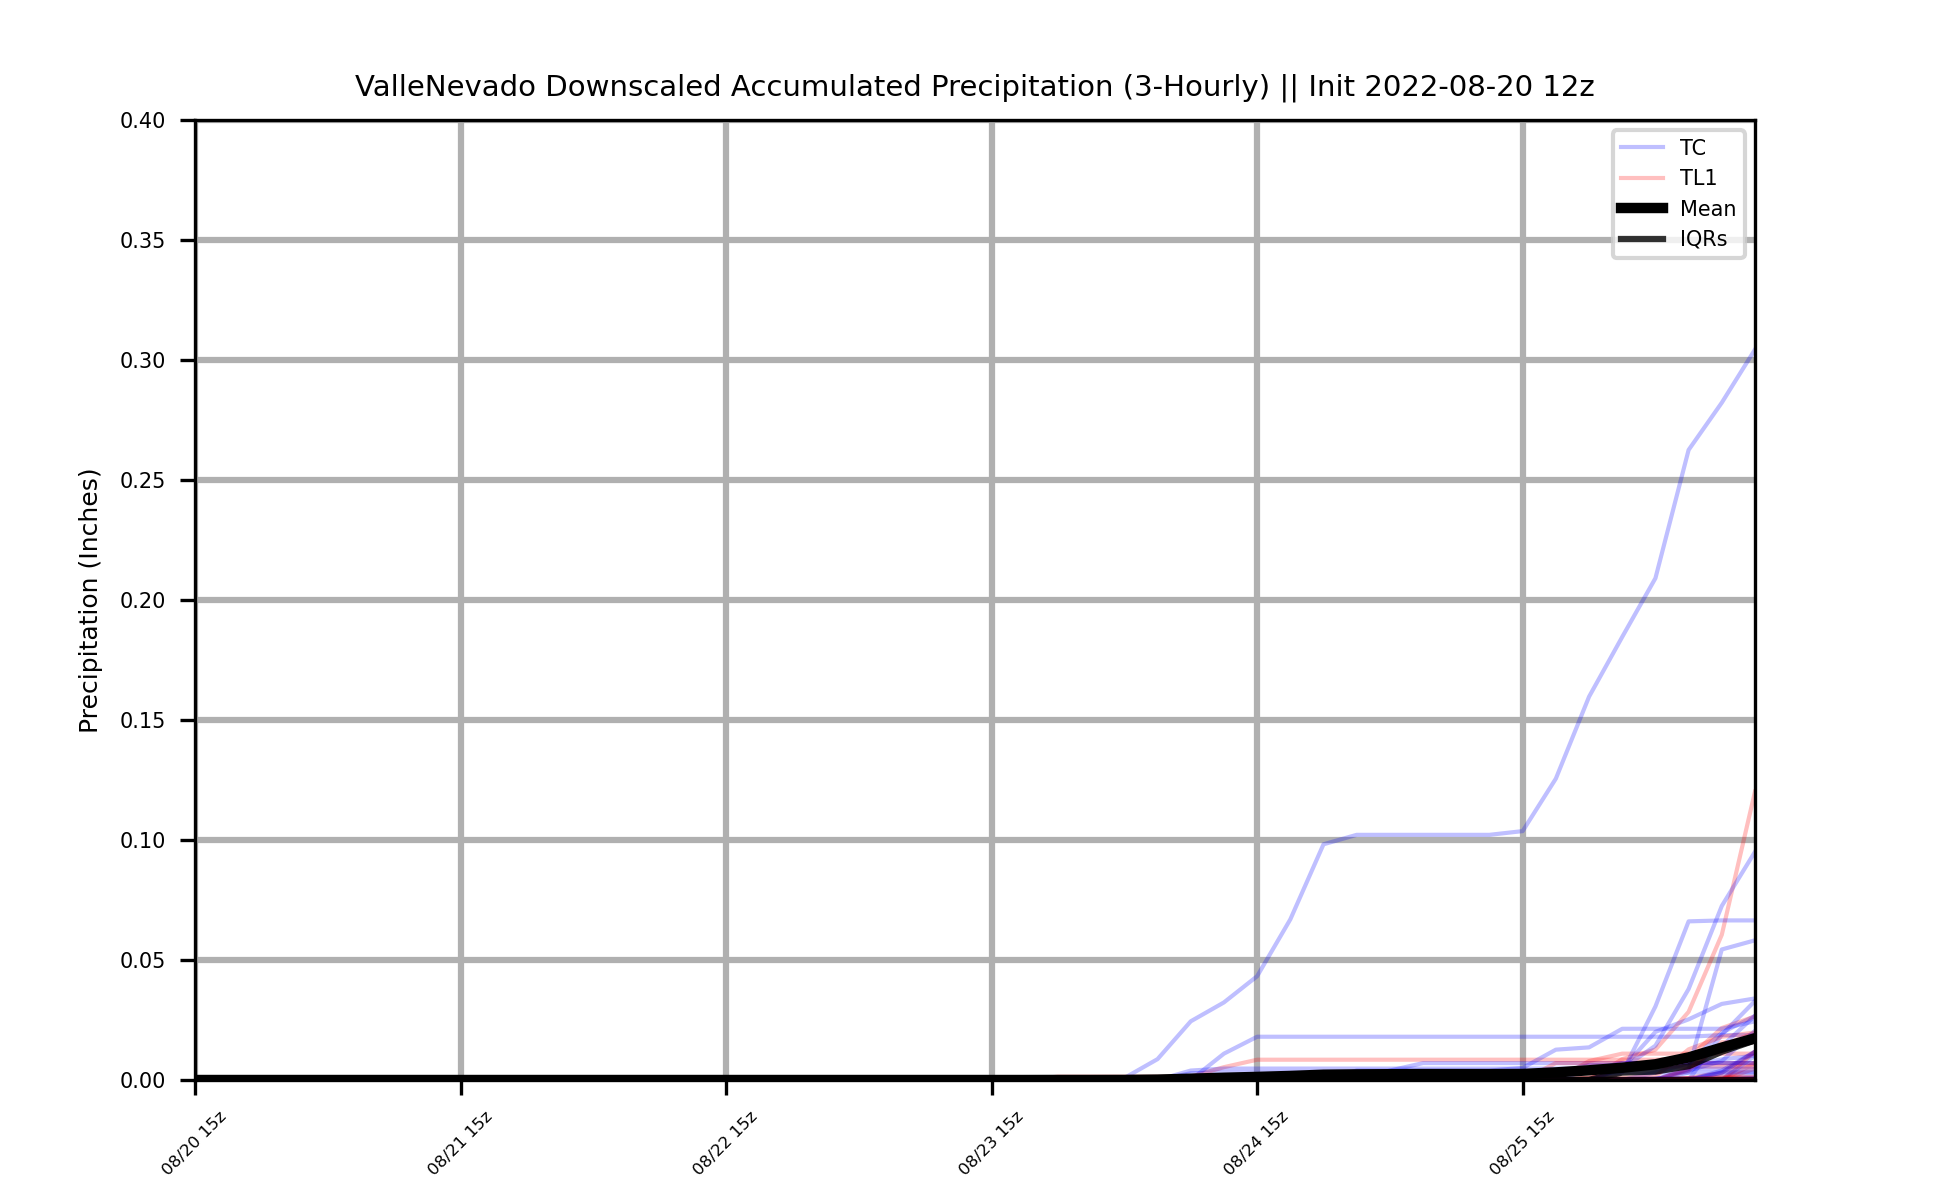 ValleNevado Downscaled Accumulated Precipitation (3-Hourly) || Init 2022-08-20 12z
TC
TL1
Mean
IQRs
Precipitation (Inches)
0.40
0.35
0.30
0.25
0.20
0.15
0.10
0.05
0.00
08/20 15z
08/21 15z
08/22 15z
08/23 15z
08/24 15z
08/25 15z